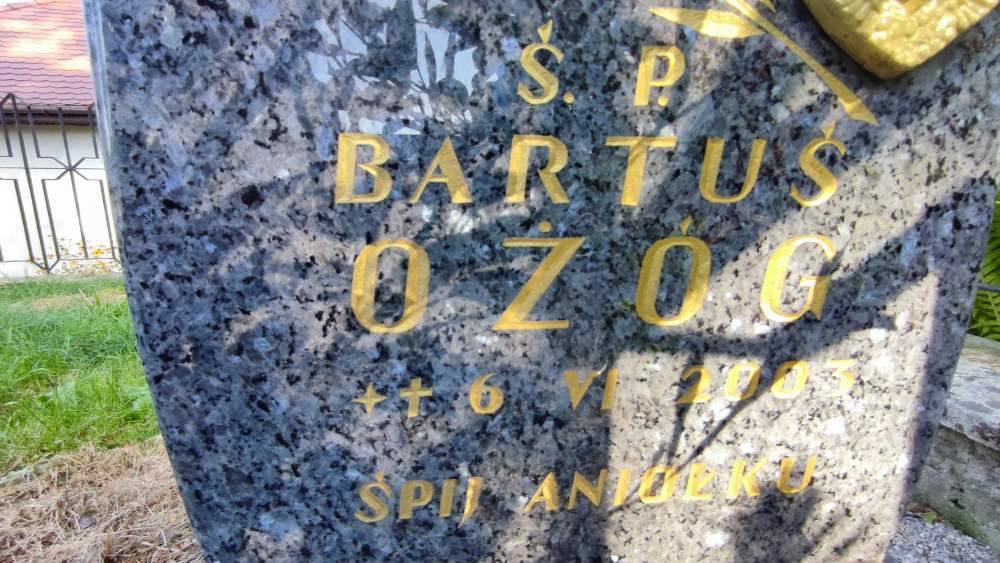 Ś. P.
BARTUŚ
OŻÓG
✦✝ 6 VI 2003
ŚPIJ ANIOŁKU